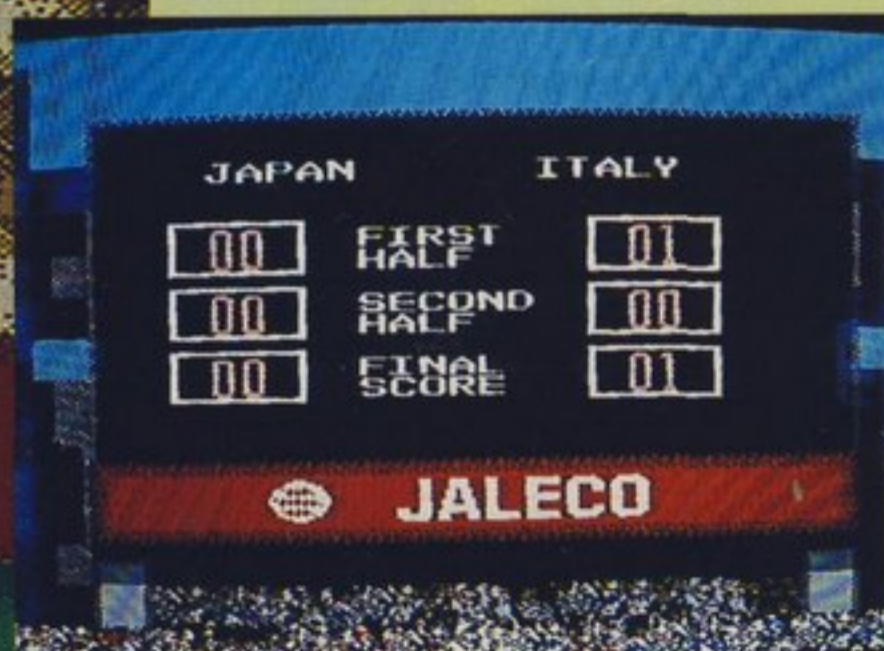 JAPAN ITALY
00 FIRST HALF 01
00 SECOND HALF 00
00 FINAL SCORE 01
JALECO